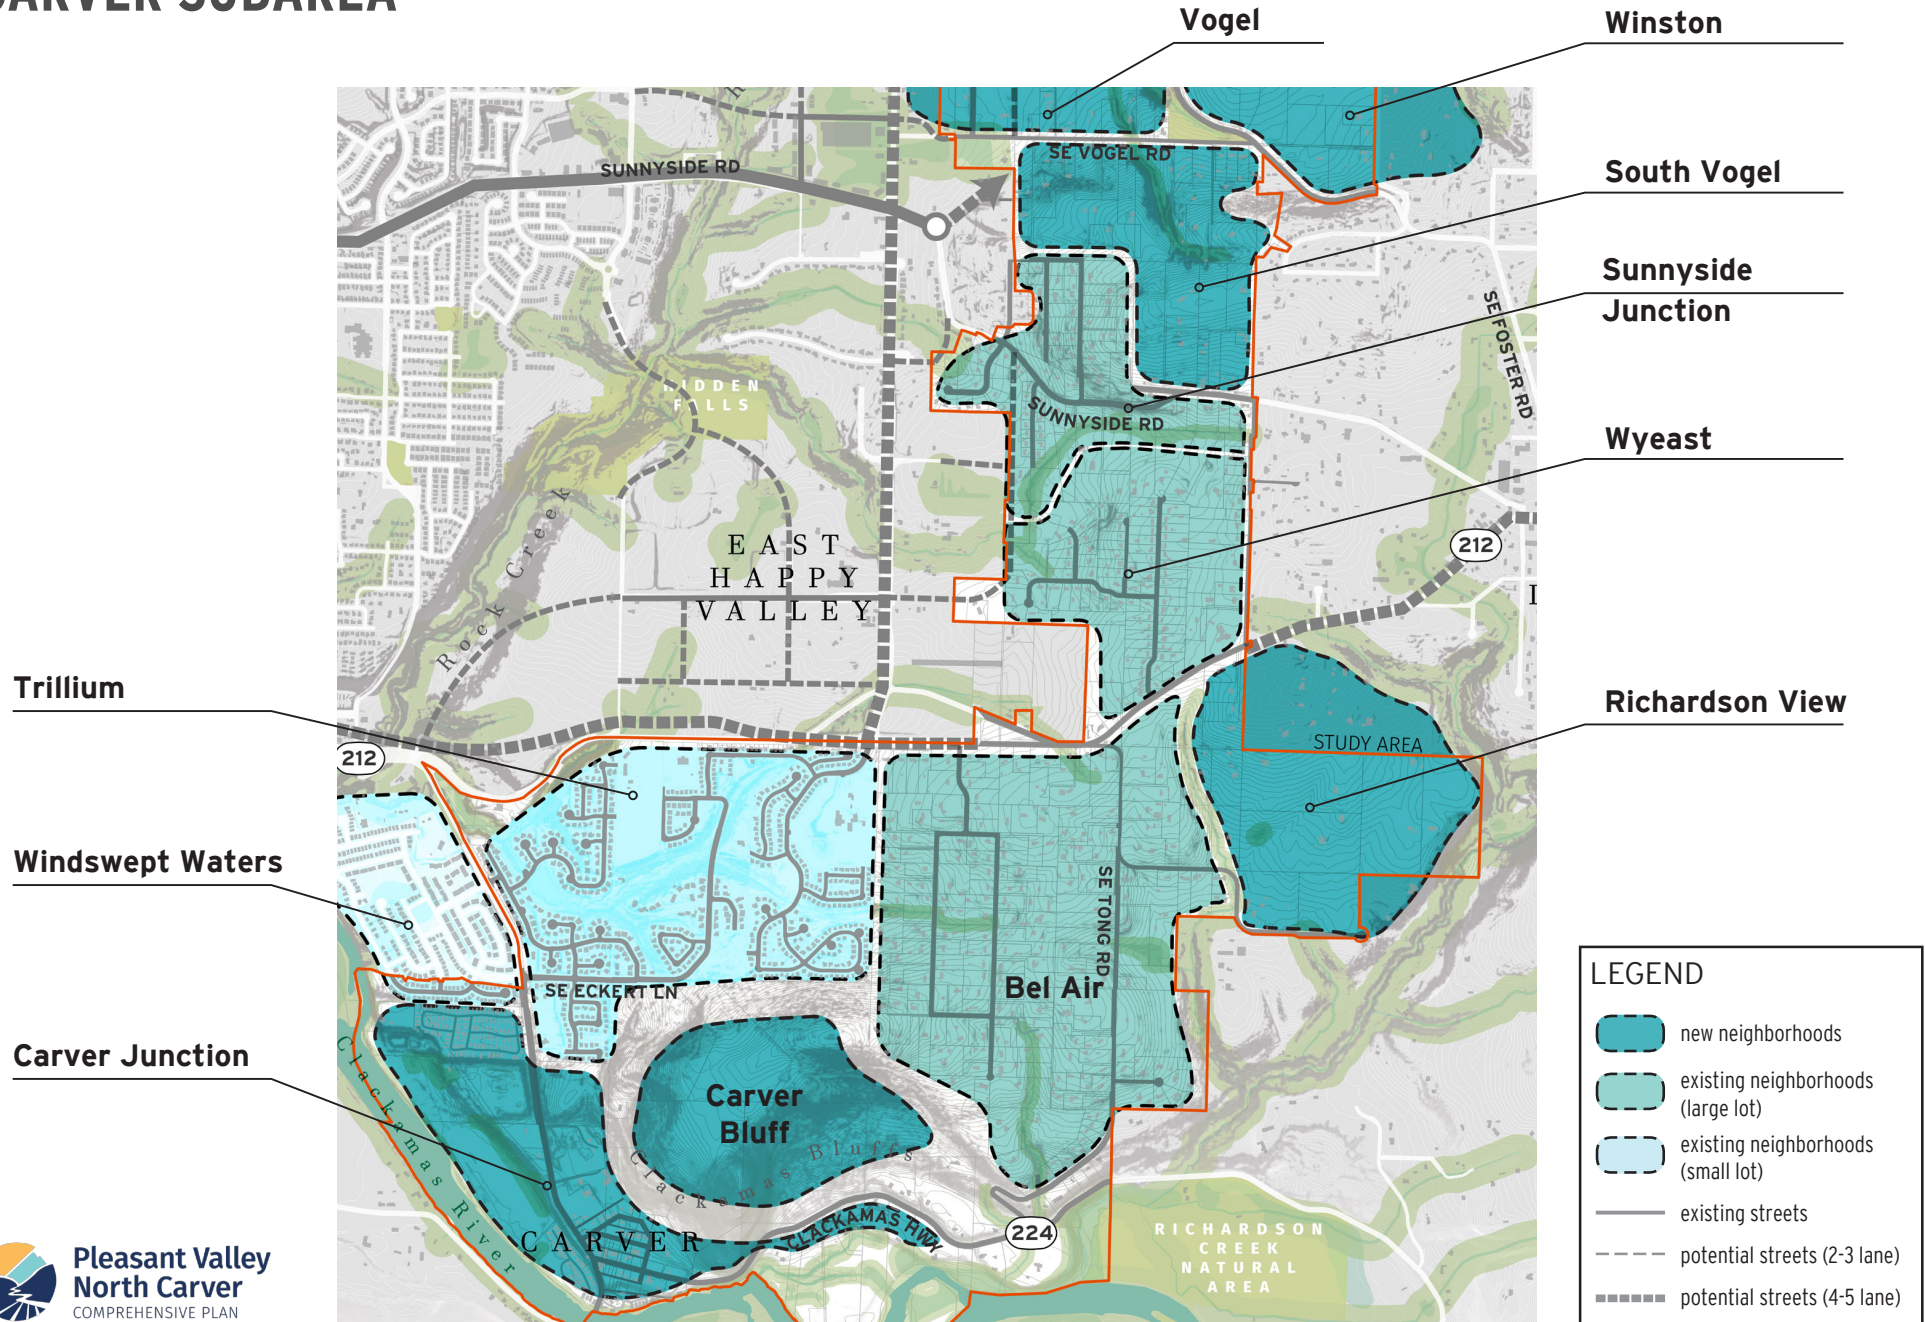 CARVER SUBAREA
Vogel
Winston
South Vogel
Sunnyside
Junction
Wyeast
Richardson View
Trillium
Windswept Waters
Carver Junction
SUNNYSIDE RD
SE VOGEL RD
SE FOSTER RD
HIDDEN
FALLS
SUNNYSIDE RD
Rock Creek
EAST
HAPPY
VALLEY
212
212
STUDY AREA
SE TONG RD
Bel Air
SE ECKERT LN
Carver
Bluff
Clackamas Bluffs
Clackamas River
CARVER
CLACKAMAS HWY
224
RICHARDSON
CREEK
NATURAL
AREA
LEGEND
new neighborhoods
existing neighborhoods
(large lot)
existing neighborhoods
(small lot)
existing streets
potential streets (2-3 lane)
potential streets (4-5 lane)
Pleasant Valley
North Carver
COMPREHENSIVE PLAN